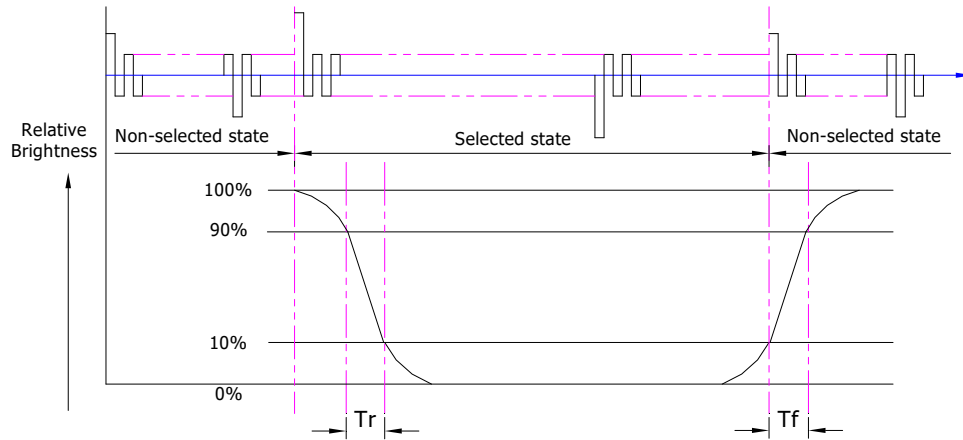 Relative
Brightness
Non-selected state
Selected state
Non-selected state
100%
90%
10%
0%
Tr
Tf